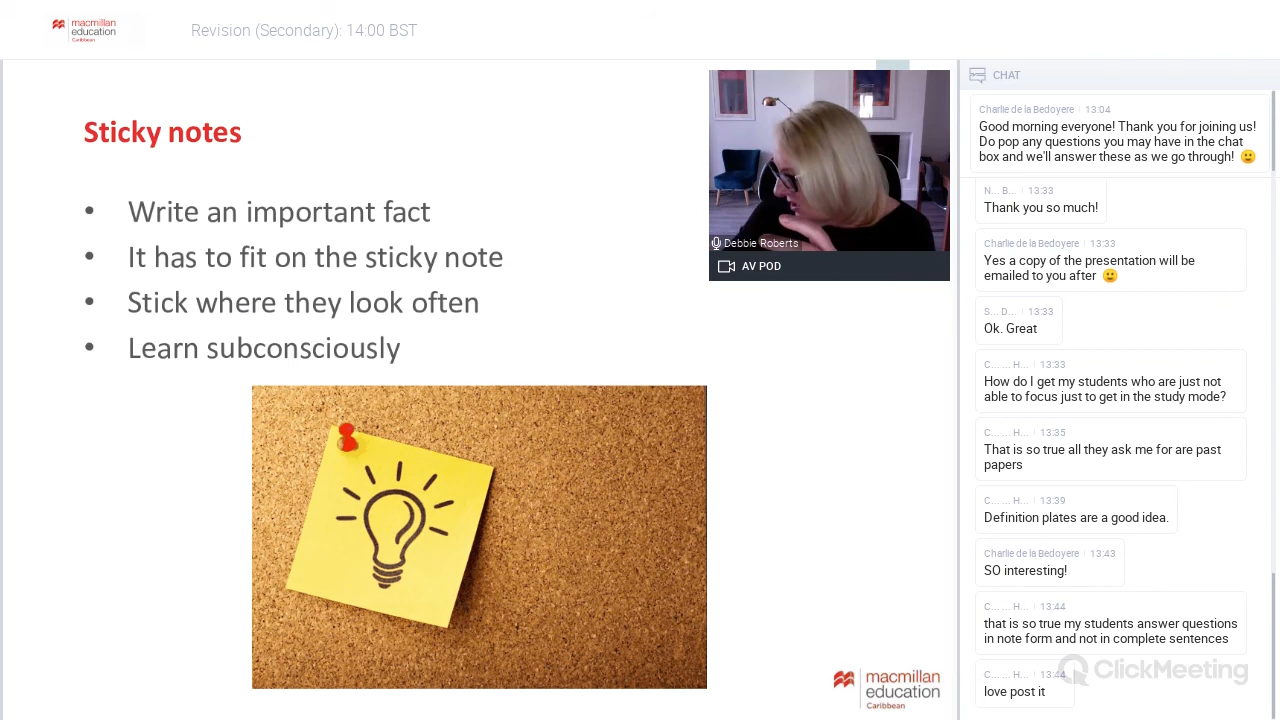 macmillan
education
Caribbean
Revision (Secondary): 14:00 BST
Sticky notes
• Write an important fact
• It has to fit on the sticky note
• Stick where they look often
• Learn subconsciously
Debbie Roberts
AV POD
macmillan
education
Caribbean
CHAT
Charlie de la Bedoyere 13:04
Good morning everyone! Thank you for joining us!
Do pop any questions you may have in the chat
box and we'll answer these as we go through! 🙂
N... B... 13:33
Thank you so much!
Charlie de la Bedoyere 13:33
Yes a copy of the presentation will be
emailed to you after 🙂
S... D... 13:33
Ok. Great
C... ... H... 13:33
How do I get my students who are just not
able to focus just to get in the study mode?
C... ... H... 13:35
That is so true all they ask me for are past
papers
C... ... H... 13:39
Definition plates are a good idea.
Charlie de la Bedoyere 13:43
SO interesting!
C... ... H... 13:44
that is so true my students answer questions
in note form and not in complete sentences
C... ... H... 13:44
love post it
ClickMeeting